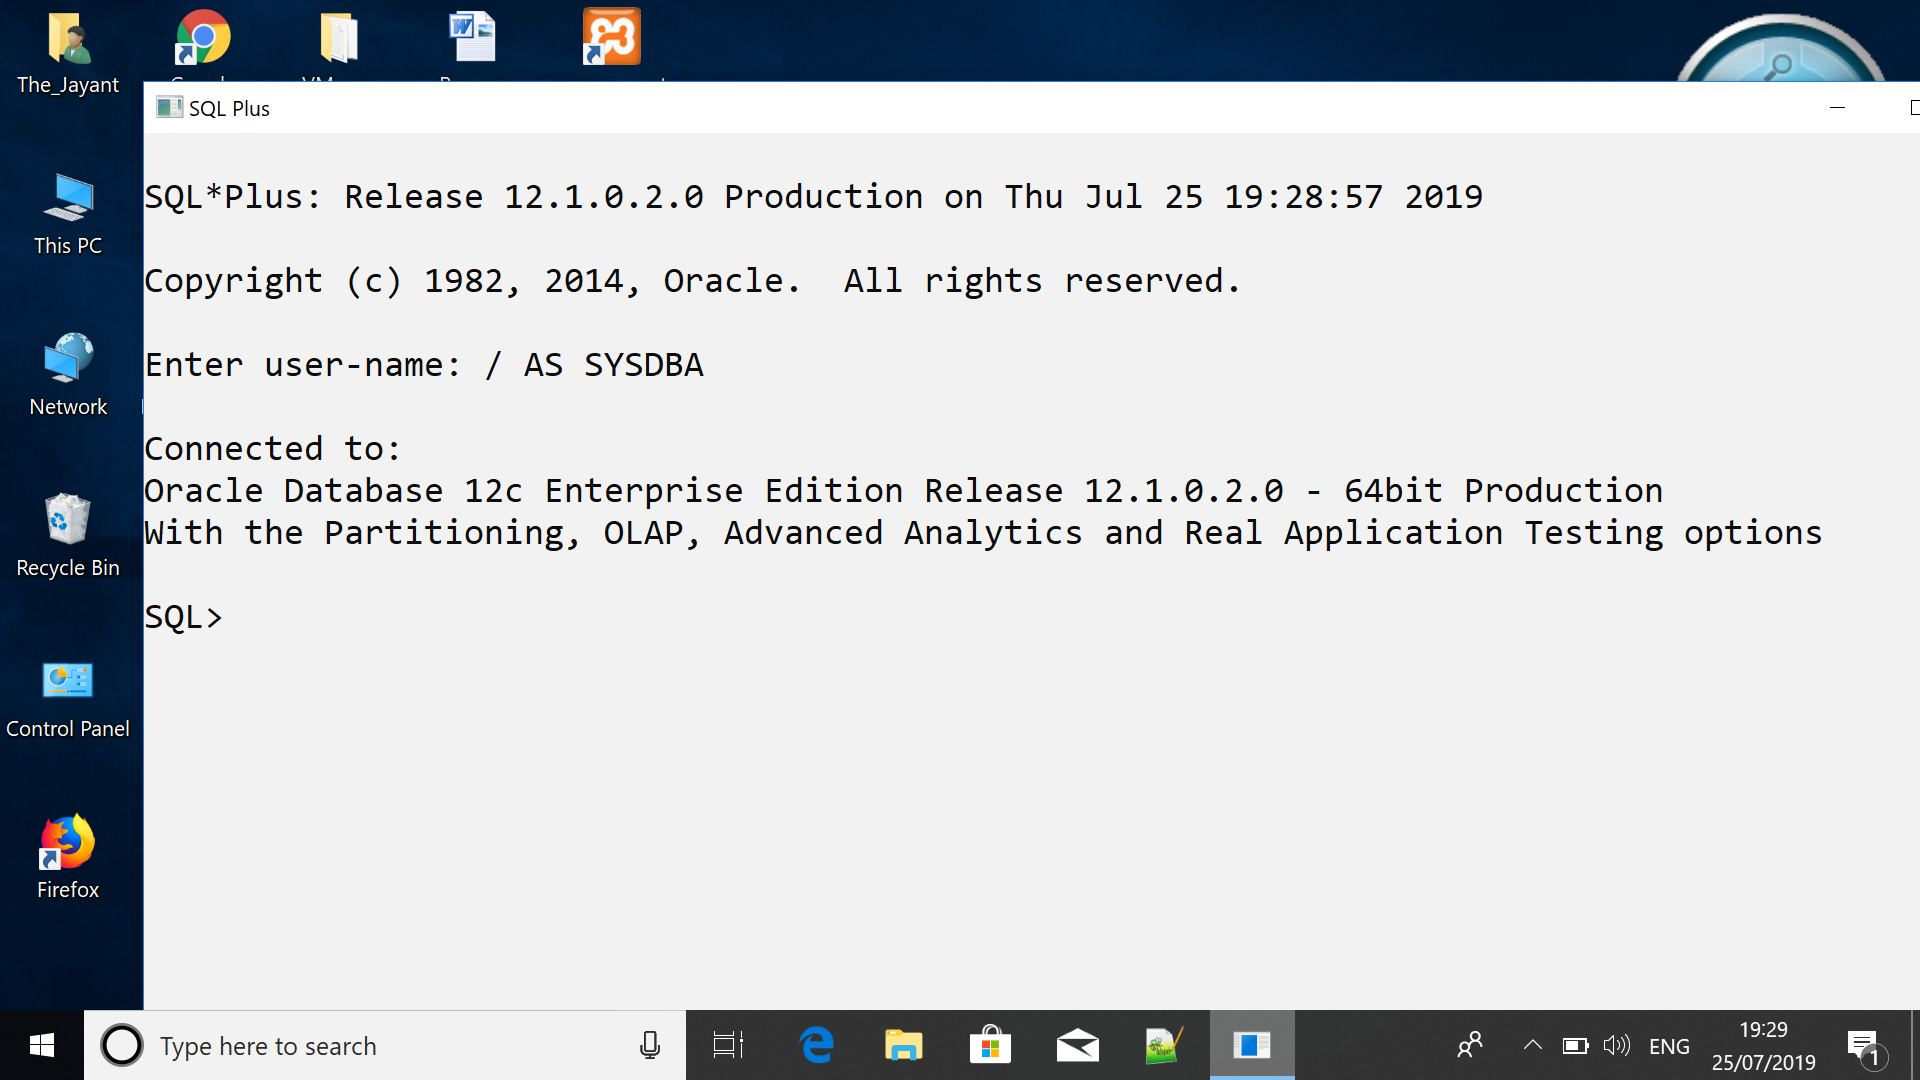 The_Jayant
This PC
Network
Recycle Bin
Control Panel
Firefox
SQL Plus
SQL*Plus: Release 12.1.0.2.0 Production on Thu Jul 25 19:28:57 2019
Copyright (c) 1982, 2014, Oracle.  All rights reserved.
Enter user-name: / AS SYSDBA
Connected to:
Oracle Database 12c Enterprise Edition Release 12.1.0.2.0 - 64bit Production
With the Partitioning, OLAP, Advanced Analytics and Real Application Testing options
SQL>
Type here to search
ENG
19:29
25/07/2019
1